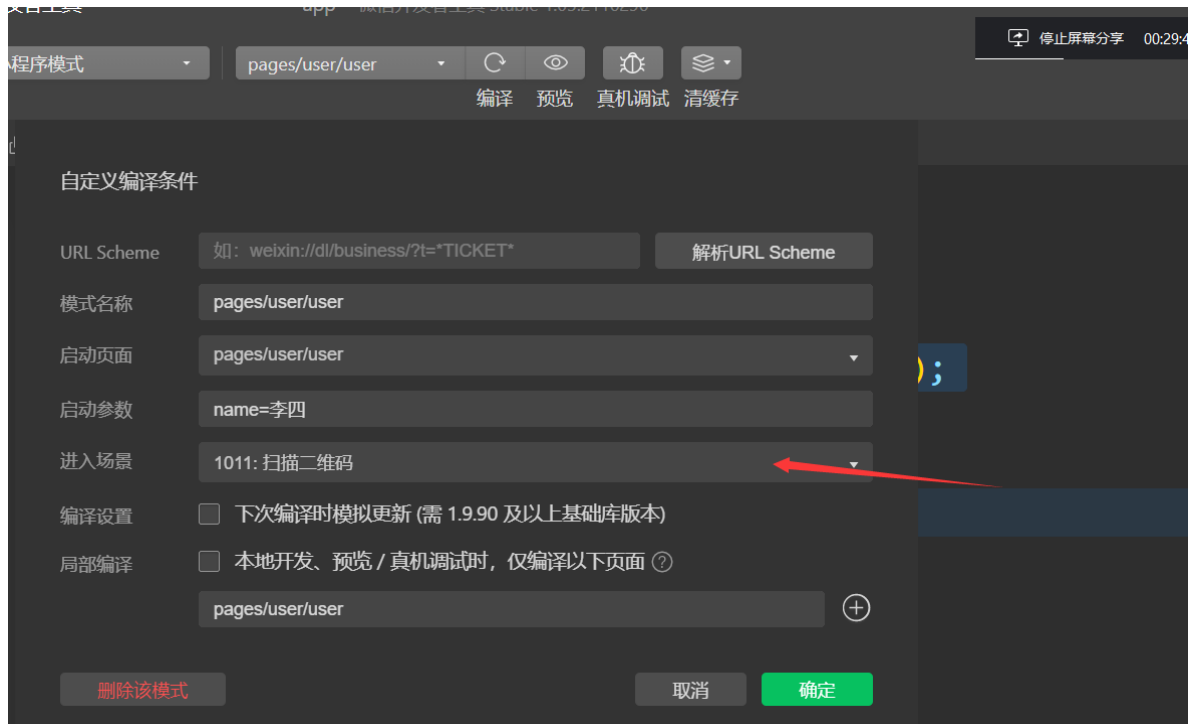 停止屏幕分享 00:29:4
小程序模式 pages/user/user
编译 预览 真机调试 清缓存
自定义编译条件
URL Scheme 如：weixin://dl/business/?t=*TICKET* 解析URL Scheme
模式名称 pages/user/user
启动页面 pages/user/user
);
启动参数 name=李四
进入场景 1011: 扫描二维码
编译设置 下次编译时模拟更新 (需 1.9.90 及以上基础库版本)
局部编译 本地开发、预览 / 真机调试时，仅编译以下页面 ?
pages/user/user
删除该模式 取消 确定